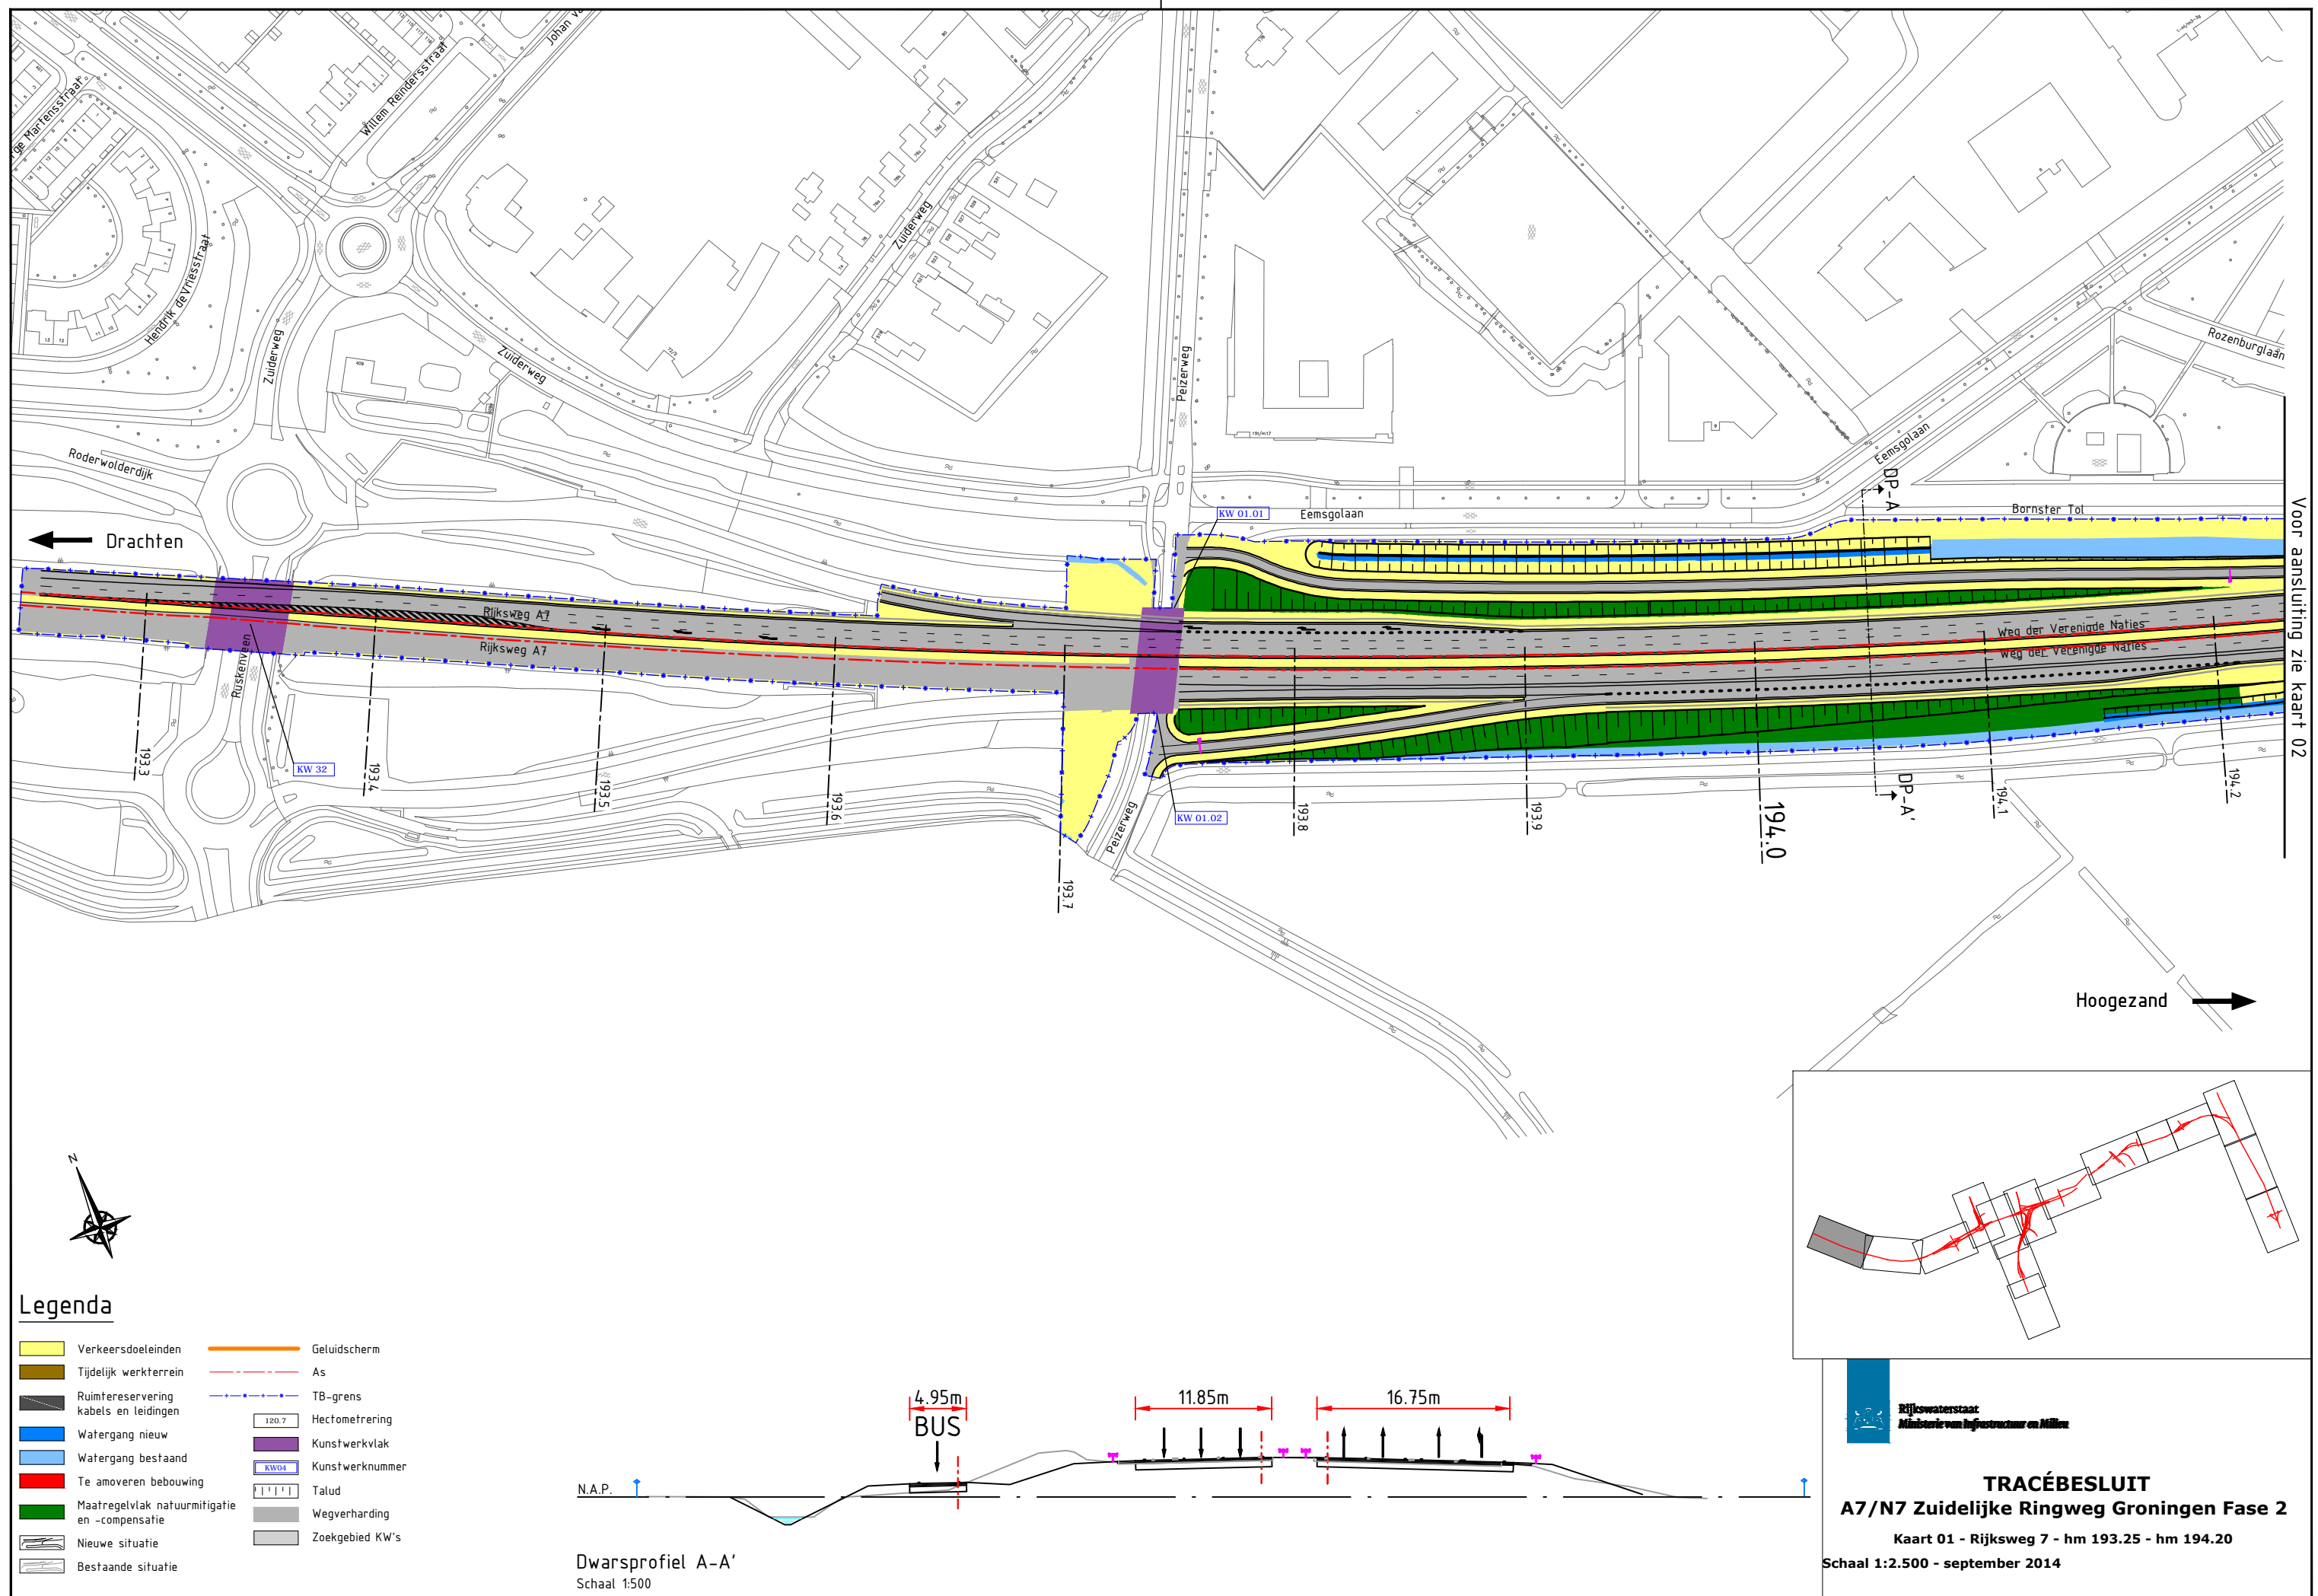 Johan
Willem Reindersstraat
Martensstraat
Hendrik deVriesstraat
Zuiderweg
Zuiderweg
Zuiderweg
Peizerweg
Rozenburglaan
Eemsgolaan
Roderwolderdijk
DP-A
Bornster Tol
KW 01.01
Eemsgolaan
Drachten
Voor aansluiting zie kaart 02
Rijksweg A7
Rijksweg A7
Weg der Verenigde Naties
Weg der Verenigde Naties
Ruskenveen
KW 32
193.3
193.4
193.5
193.6
193.7
KW 01.02
Peizerweg
193.8
193.9
194.0
DP-A'
194.1
194.2
Hoogezand
N
Legenda
Verkeersdoeleinden
Tijdelijk werkterrein
Ruimtereservering
kabels en leidingen
Watergang nieuw
Watergang bestaand
Te amoveren bebouwing
Maatregelvlak natuurmitigatie
en -compensatie
Nieuwe situatie
Bestaande situatie
Geluidscherm
As
TB-grens
120.7 Hectometrering
Kunstwerkvlak
KW04 Kunstwerknummer
Talud
Wegverharding
Zoekgebied KW's
4.95m
BUS
11.85m
16.75m
N.A.P.
Dwarsprofiel A-A'
Schaal 1:500
Rijkswaterstaat
Ministerie van Infrastructuur en Milieu
TRACÉBESLUIT
A7/N7 Zuidelijke Ringweg Groningen Fase 2
Kaart 01 - Rijksweg 7 - hm 193.25 - hm 194.20
Schaal 1:2.500 - september 2014